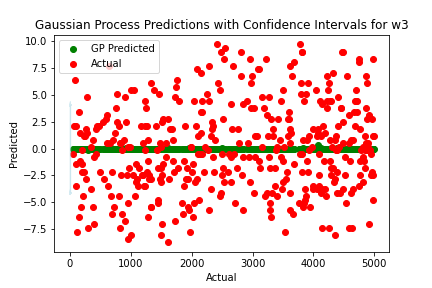 Gaussian Process Predictions with Confidence Intervals for w3
10.0
7.5
5.0
2.5
0.0
−2.5
−5.0
−7.5
Predicted
GP Predicted
Actual
0 1000 2000 3000 4000 5000
Actual